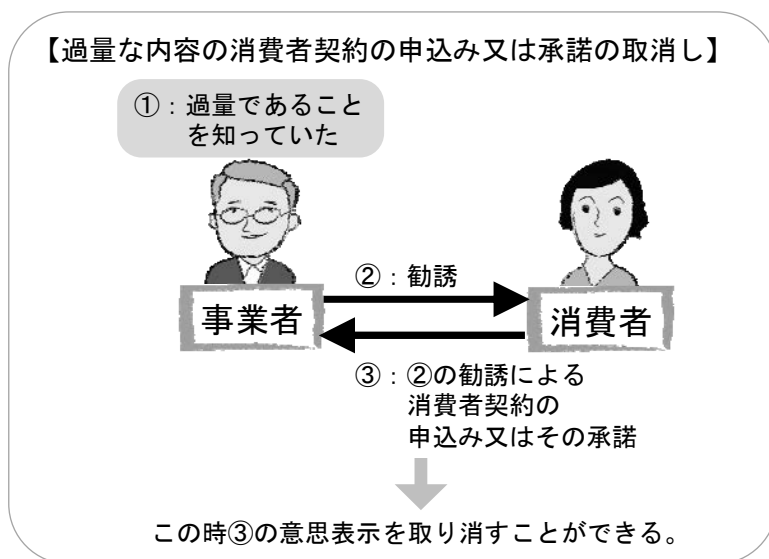 【過量な内容の消費者契約の申込み又は承諾の取消し】
①：過量であること
を知っていた
②：勧誘
事業者
消費者
③：②の勧誘による
消費者契約の
申込み又はその承諾
この時③の意思表示を取り消すことができる。